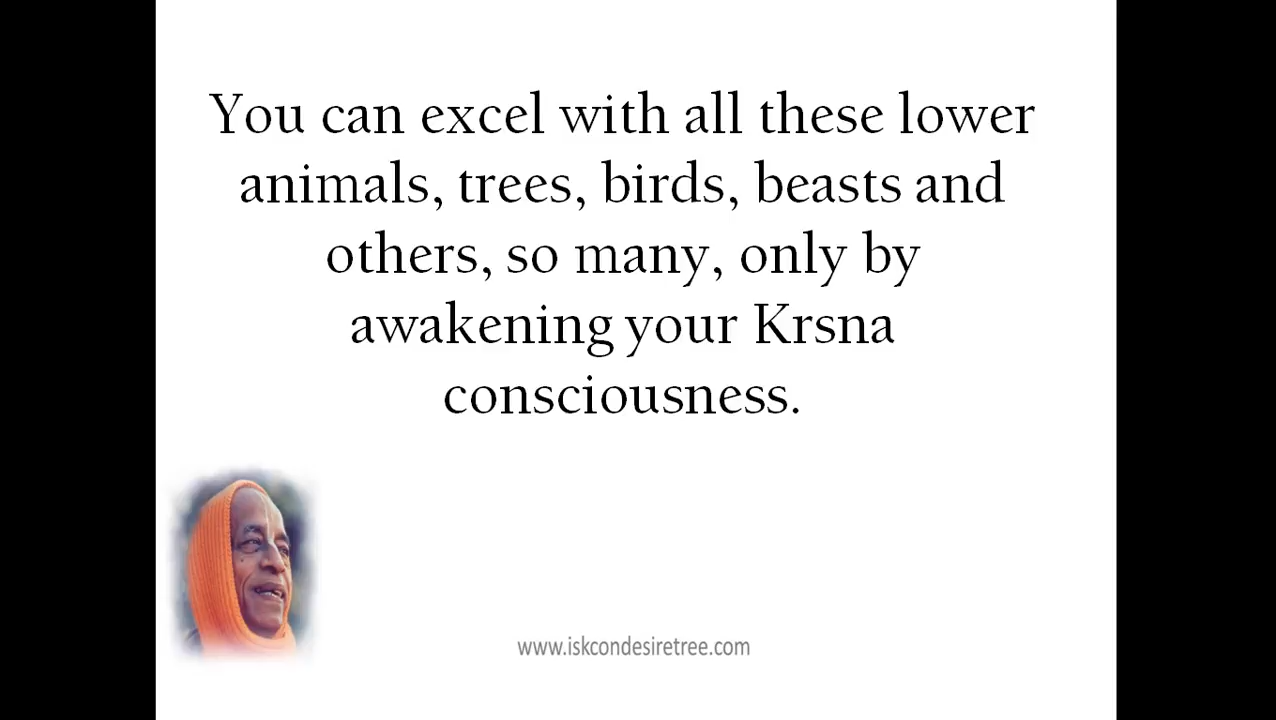 You can excel with all these lower
animals, trees, birds, beasts and
others, so many, only by
awakening your Krsna
consciousness.
www.iskcondesiretree.com